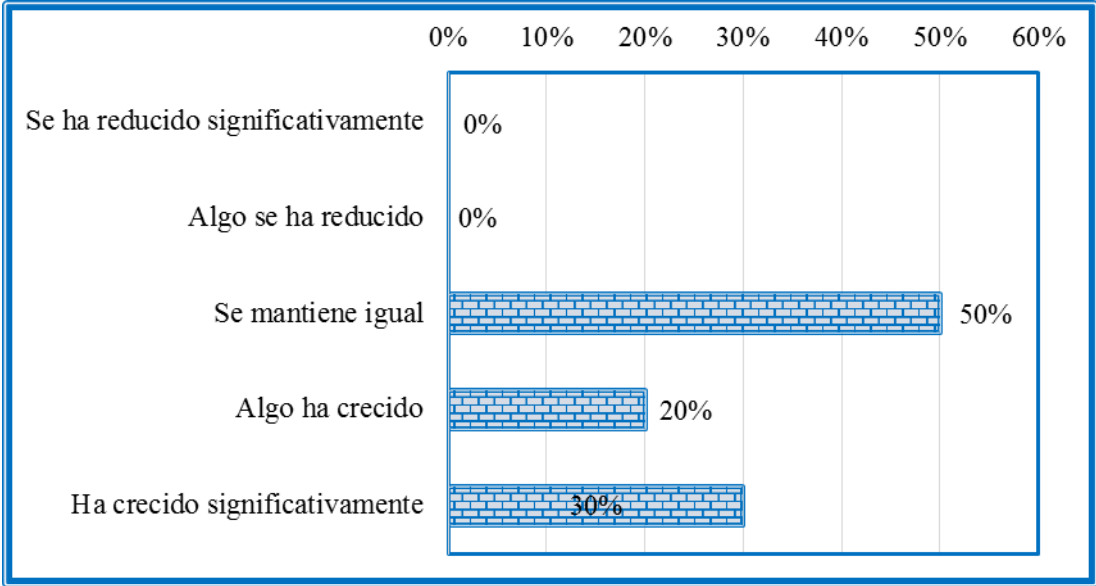 0% 10% 20% 30% 40% 50% 60%
Se ha reducido significativamente 0%
Algo se ha reducido 0%
Se mantiene igual 50%
Algo ha crecido 20%
Ha crecido significativamente 30%